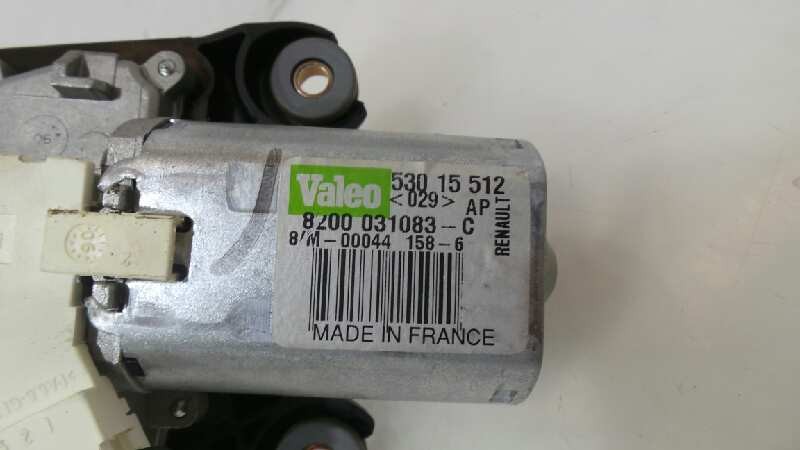 Valeo 530 15 512
<029> AP
RENAULT
8200 031083-C
8/M-00044 158-6
MADE IN FRANCE